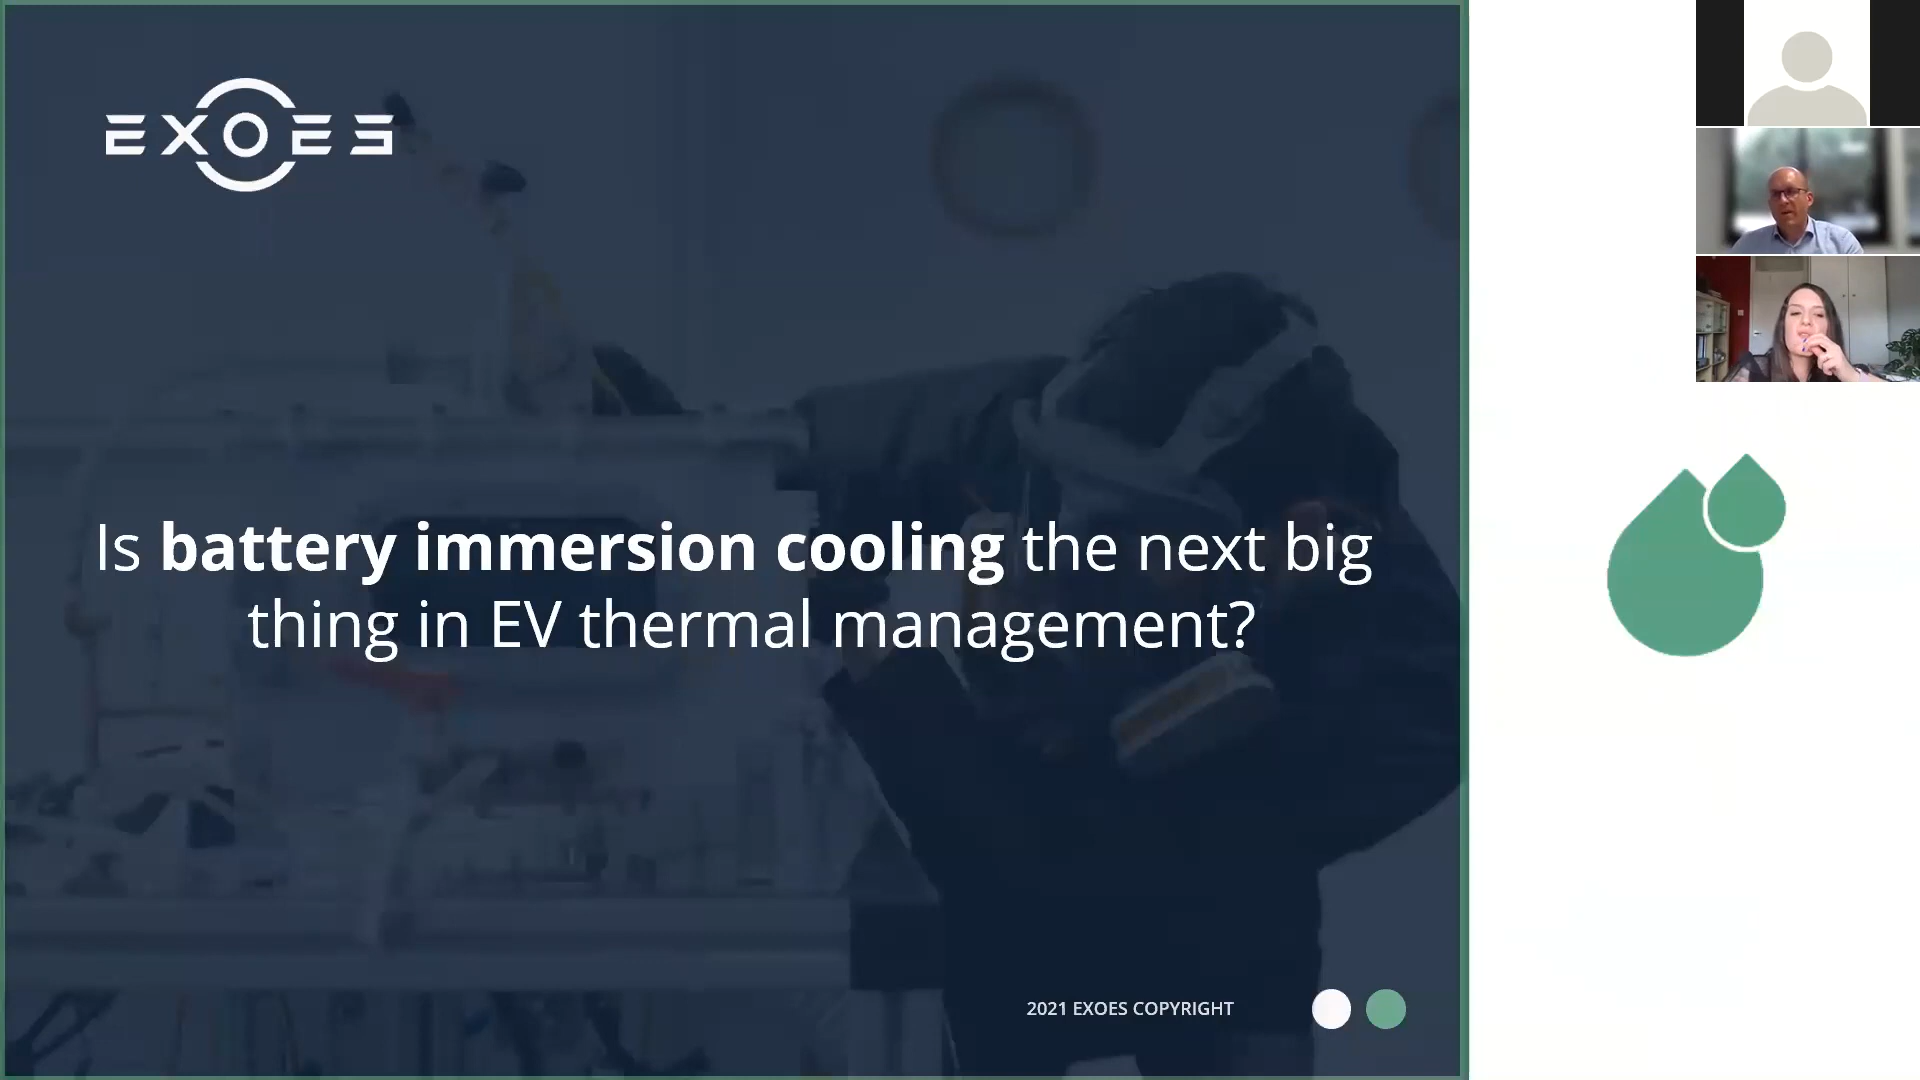 EXOES
Is battery immersion cooling the next big
thing in EV thermal management?
2021 EXOES COPYRIGHT